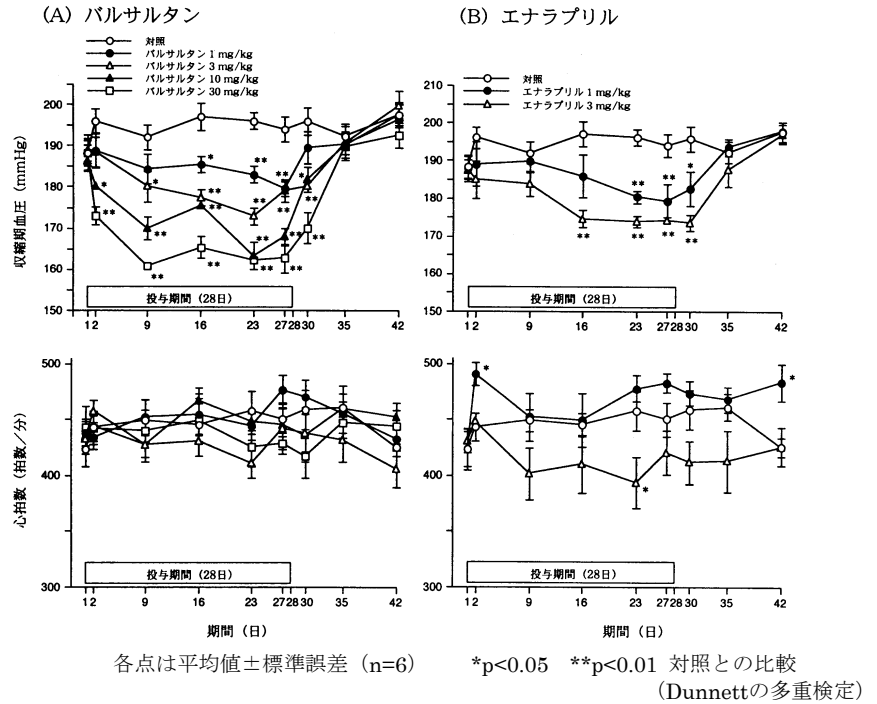 (A) バルサルタン
対照
バルサルタン 1 mg/kg
バルサルタン 3 mg/kg
バルサルタン 10 mg/kg
バルサルタン 30 mg/kg
収縮期血圧 (mmHg)
200
190
180
170
160
150
* ** ** * * ** ** ** * ** ** ** ** ** ** ** ** ** **
投与期間 (28日)
1 2 9 16 23 27 28 30 35 42
(B) エナラプリル
対照
エナラプリル 1 mg/kg
エナラプリル 3 mg/kg
210
200
190
180
170
160
150
** ** * ** ** ** **
投与期間 (28日)
1 2 9 16 23 27 28 30 35 42
心拍数 (拍数/分)
500
400
300
投与期間 (28日)
1 2 9 16 23 27 28 30 35 42
期間 (日)
500
400
300
* * *
投与期間 (28日)
1 2 9 16 23 27 28 30 35 42
期間 (日)
各点は平均値±標準誤差 (n=6) *p<0.05 **p<0.01 対照との比較
(Dunnettの多重検定)